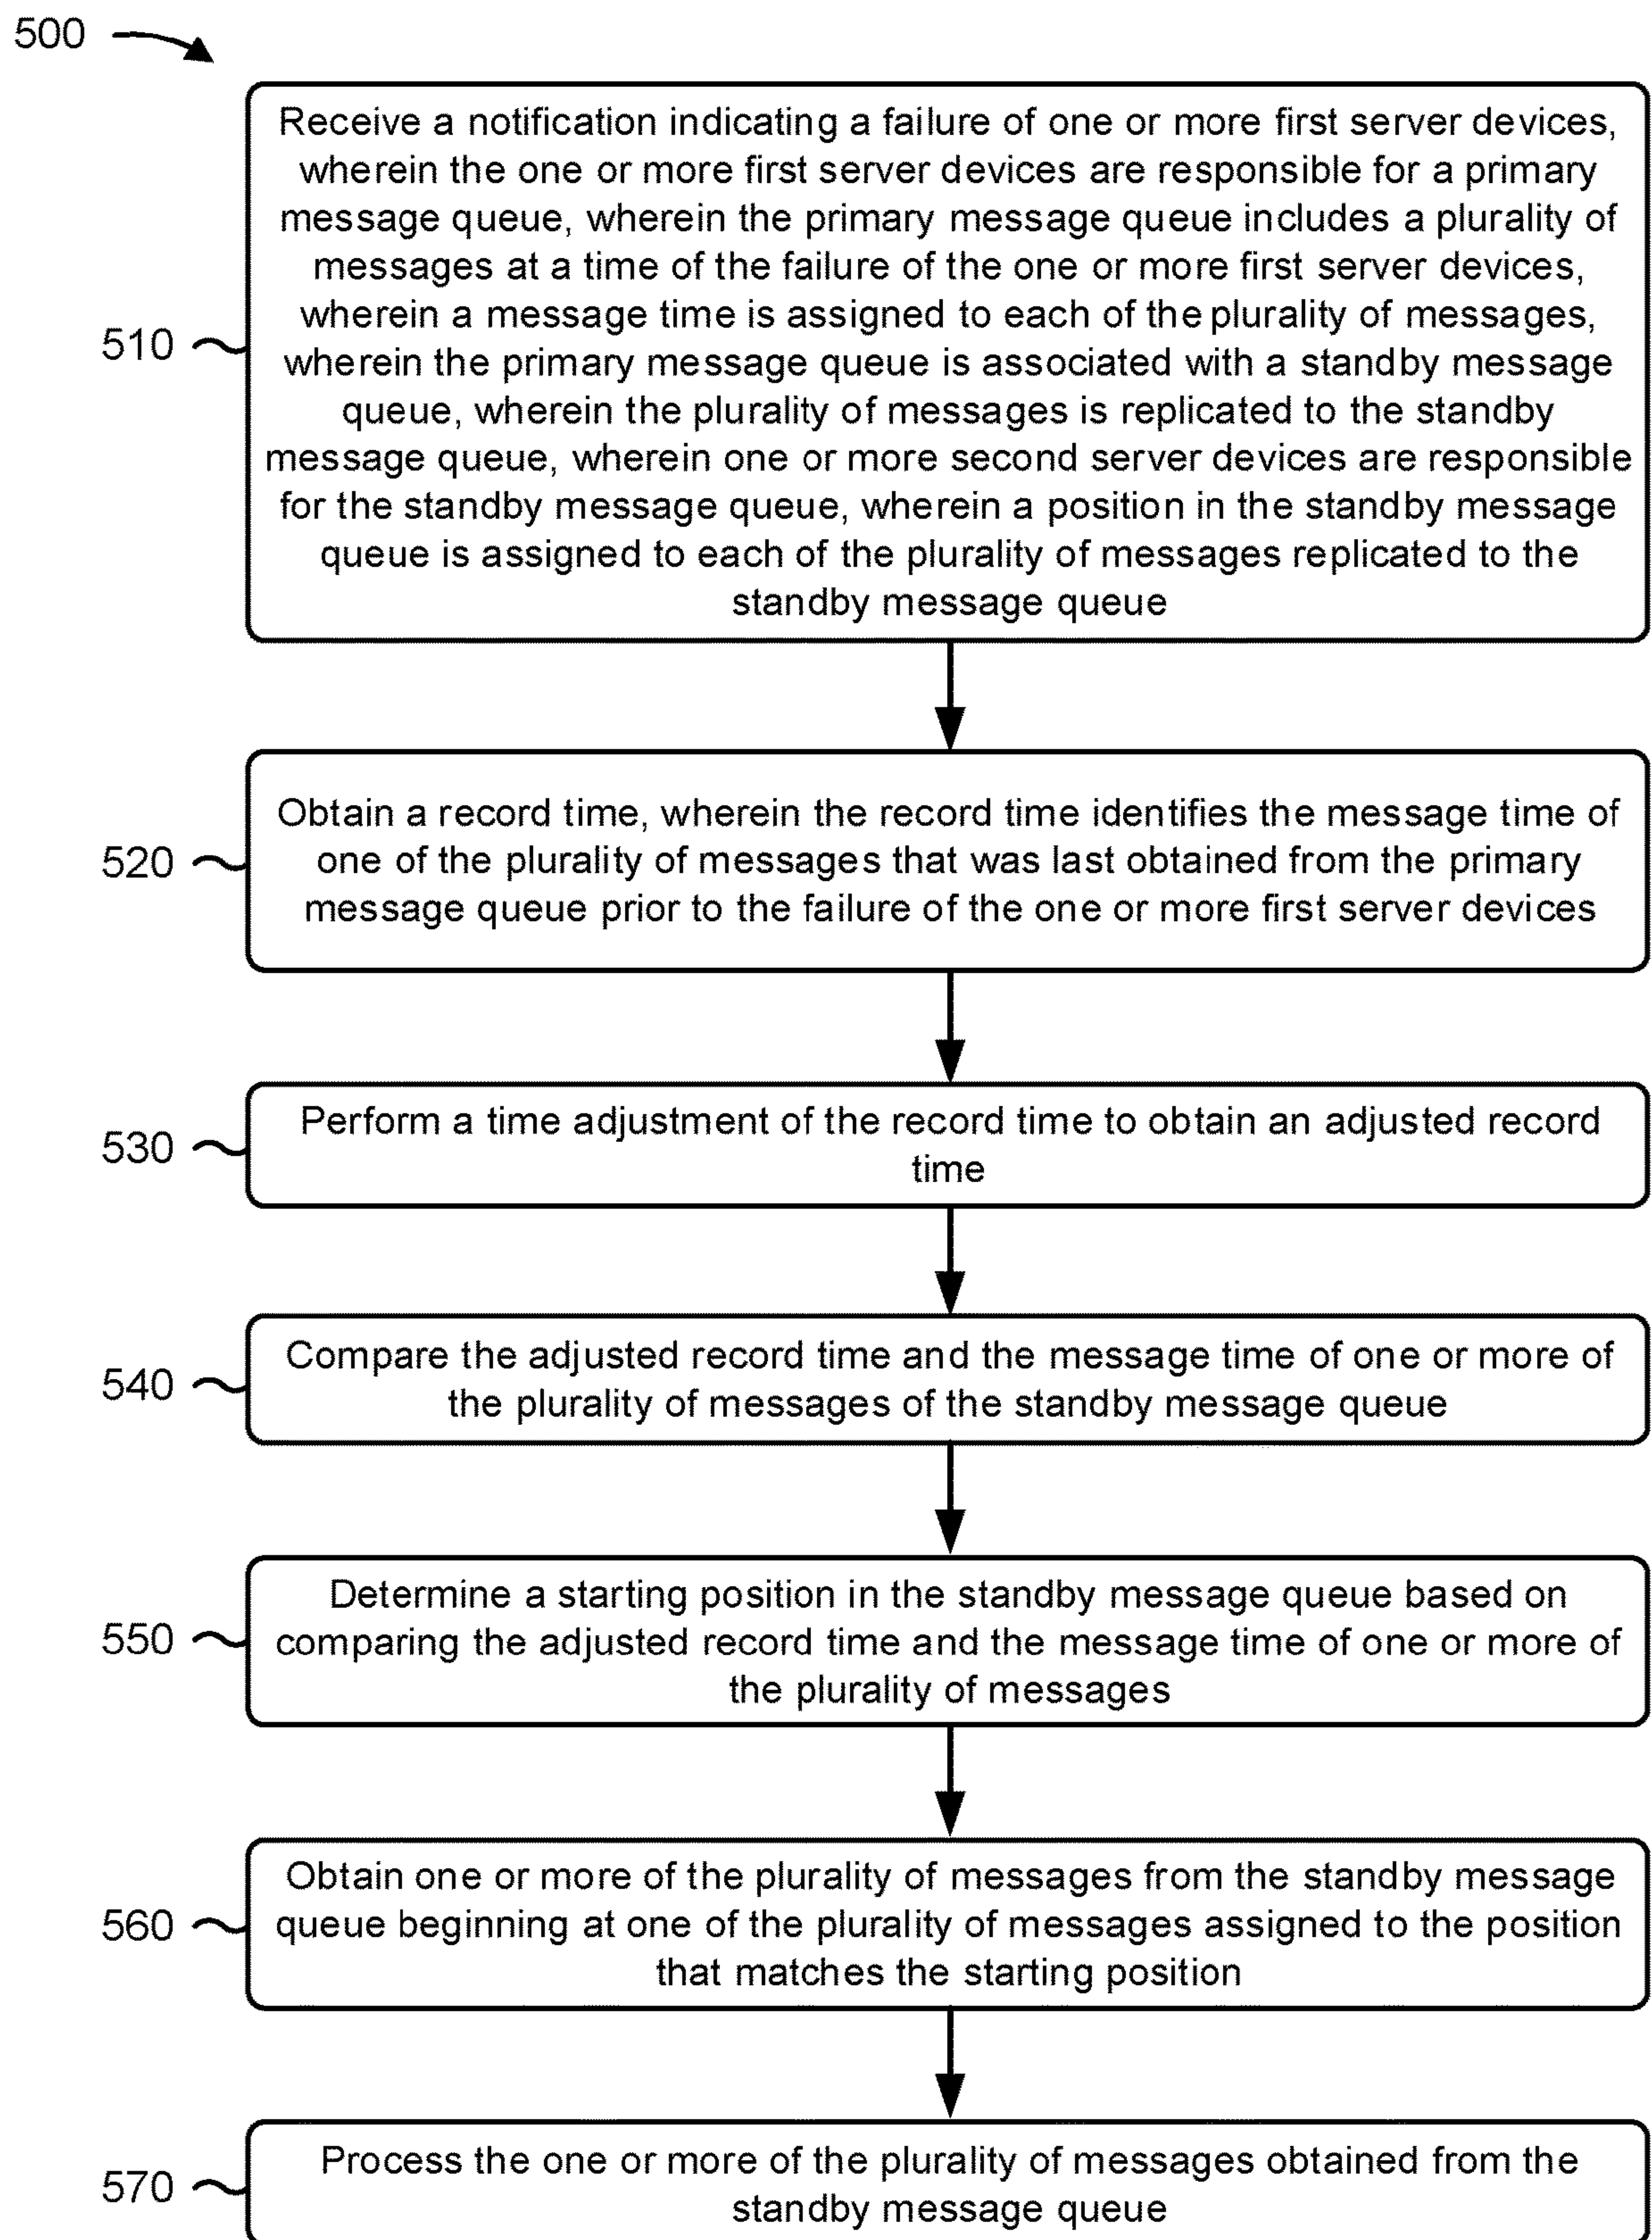 500
Receive a notification indicating a failure of one or more first server devices,
wherein the one or more first server devices are responsible for a primary
message queue, wherein the primary message queue includes a plurality of
messages at a time of the failure of the one or more first server devices,
wherein a message time is assigned to each of the plurality of messages,
510
wherein the primary message queue is associated with a standby message
queue, wherein the plurality of messages is replicated to the standby
message queue, wherein one or more second server devices are responsible
for the standby message queue, wherein a position in the standby message
queue is assigned to each of the plurality of messages replicated to the
standby message queue
Obtain a record time, wherein the record time identifies the message time of
520
one of the plurality of messages that was last obtained from the primary
message queue prior to the failure of the one or more first server devices
530
Perform a time adjustment of the record time to obtain an adjusted record
time
540
Compare the adjusted record time and the message time of one or more of
the plurality of messages of the standby message queue
Determine a starting position in the standby message queue based on
550
comparing the adjusted record time and the message time of one or more of
the plurality of messages
Obtain one or more of the plurality of messages from the standby message
560
queue beginning at one of the plurality of messages assigned to the position
that matches the starting position
570
Process the one or more of the plurality of messages obtained from the
standby message queue